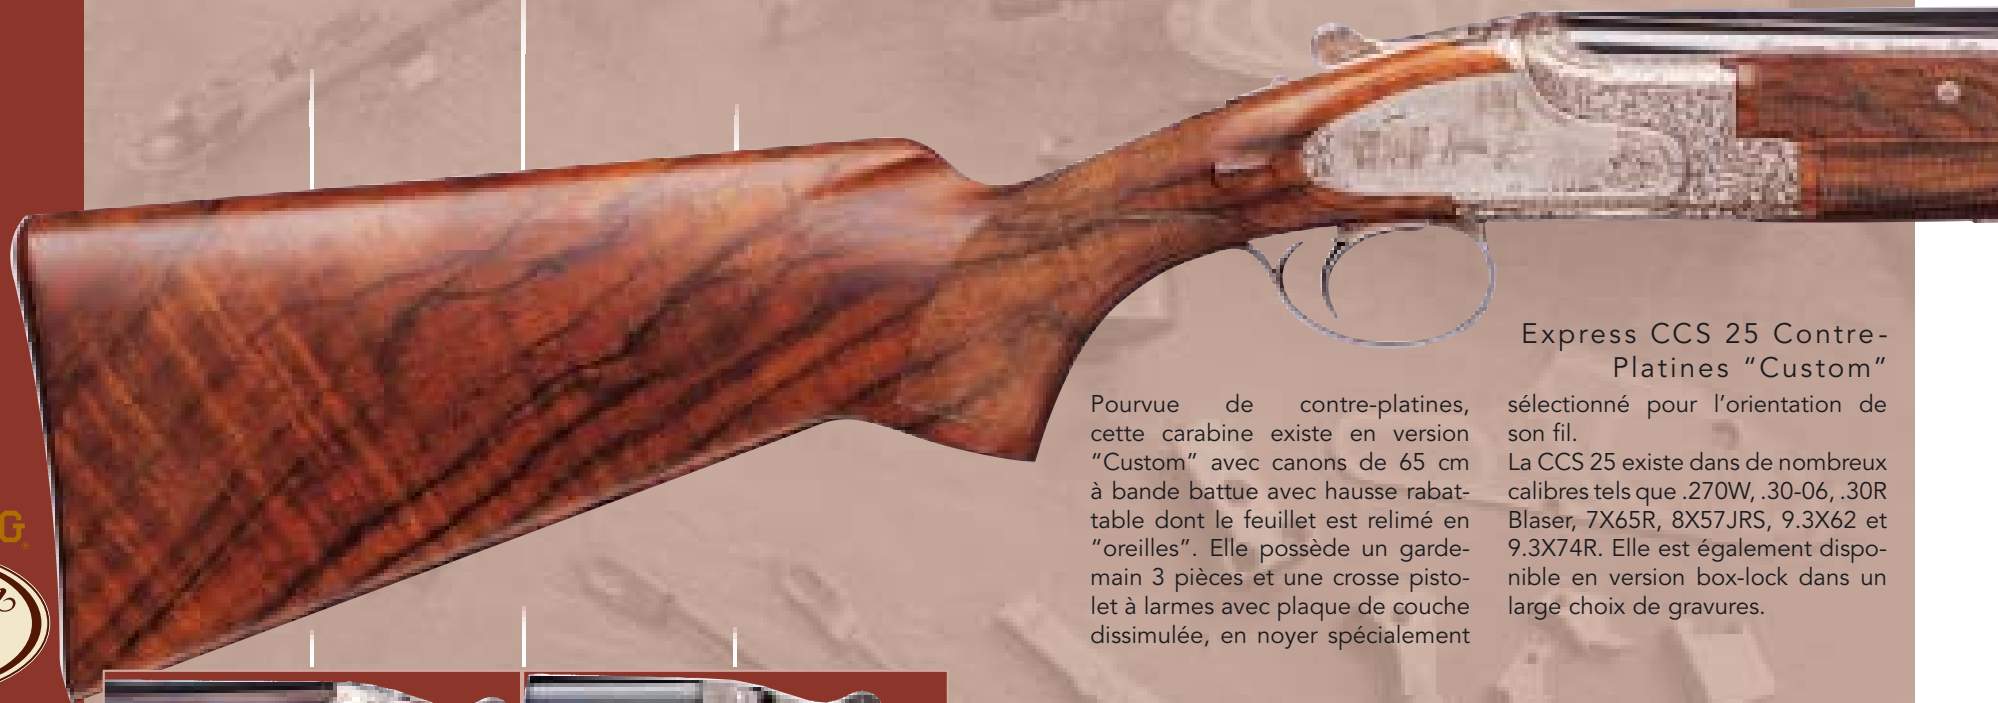 Express CCS 25 Contre-
Platines “Custom”
Pourvue de contre-platines,
cette carabine existe en version
“Custom” avec canons de 65 cm
à bande battue avec hausse rabat-
table dont le feuillet est relimé en
“oreilles”. Elle possède un garde-
main 3 pièces et une crosse pisto-
let à larmes avec plaque de couche
dissimulée, en noyer spécialement
sélectionné pour l’orientation de
son fil.
La CCS 25 existe dans de nombreux
calibres tels que .270W, .30-06, .30R
Blaser, 7X65R, 8X57JRS, 9.3X62 et
9.3X74R. Elle est également dispo-
nible en version box-lock dans un
large choix de gravures.
G®